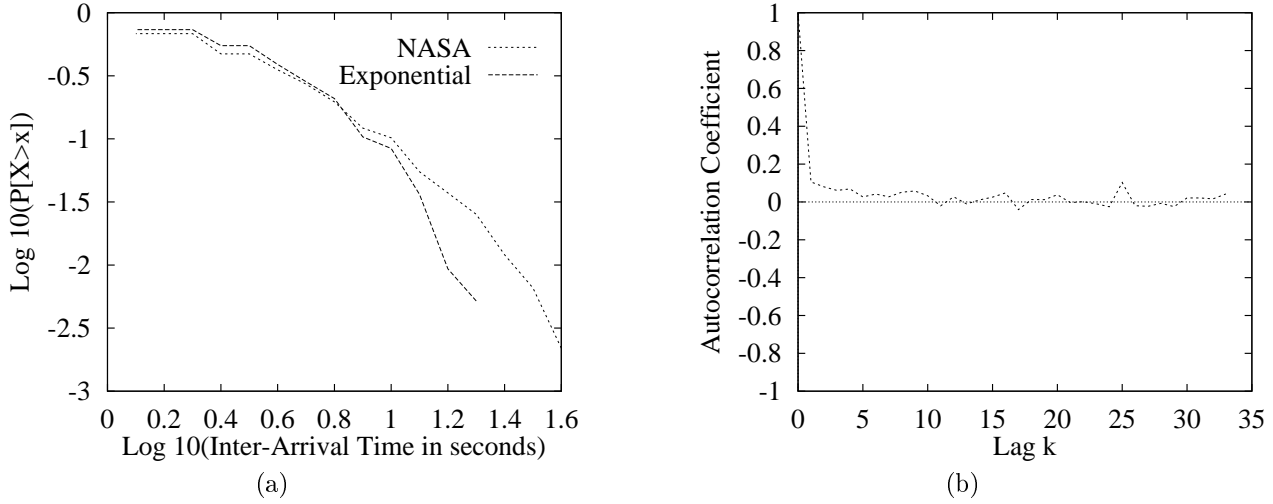 Log 10(P[X>x])
0
-0.5
-1
-1.5
-2
-2.5
-3
NASA
Exponential
0 0.2 0.4 0.6 0.8 1 1.2 1.4 1.6
Log 10(Inter-Arrival Time in seconds)
(a)
Autocorrelation Coefficient
1
0.8
0.6
0.4
0.2
0
-0.2
-0.4
-0.6
-0.8
-1
0 5 10 15 20 25 30 35
Lag k
(b)